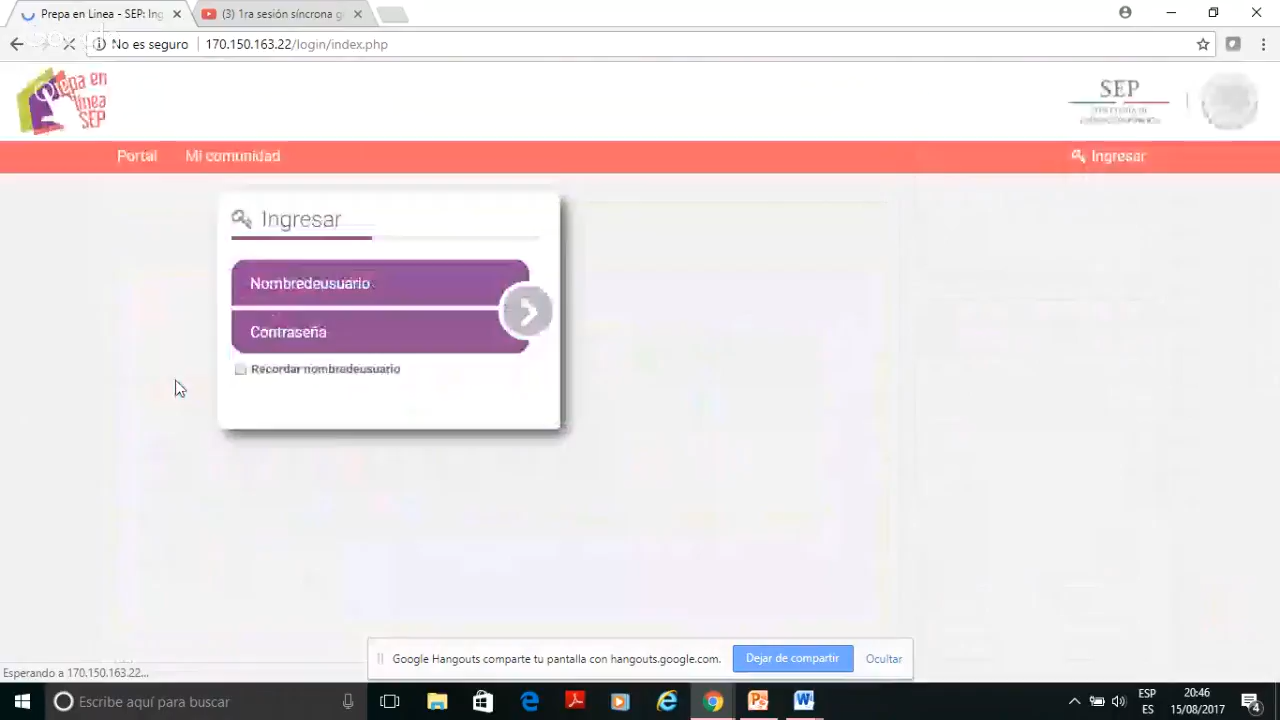 Prepa en Linea - SEP: Ing
(3) 1ra sesión síncrona g
No es seguro
170.150.163.22/login/index.php
Prepa en
línea
SEP
SEP
Portal
Mi comunidad
Ingresar
Ingresar
Nombredeusuario
Contraseña
Recordar nombredeusuario
Esperando a 170.150.163.22...
Google Hangouts comparte tu pantalla con hangouts.google.com.
Dejar de compartir
Ocultar
Escribe aquí para buscar
ESP
ES
20:46
15/08/2017
4